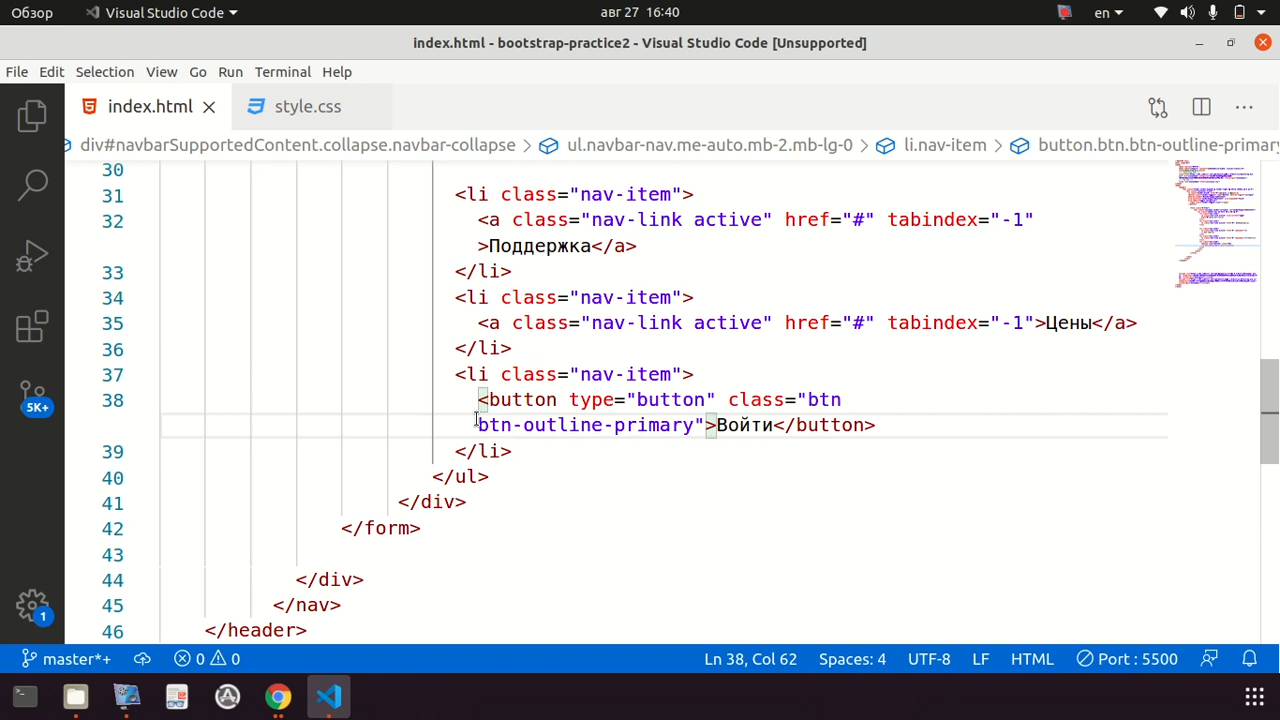 Обзор Visual Studio Code авг 27 16:40 en
index.html - bootstrap-practice2 - Visual Studio Code [Unsupported]
File Edit Selection View Go Run Terminal Help
index.html style.css
div#navbarSupportedContent.collapse.navbar-collapse > ul.navbar-nav.me-auto.mb-2.mb-lg-0 > li.nav-item > button.btn.btn-outline-primary
30
31 <li class="nav-item">
32 <a class="nav-link active" href="#" tabindex="-1"
>Поддержка</a>
33 </li>
34 <li class="nav-item">
35 <a class="nav-link active" href="#" tabindex="-1">Цены</a>
36 </li>
37 <li class="nav-item">
38 <button type="button" class="btn
btn-outline-primary">Войти</button>
39 </li>
40 </ul>
41 </div>
42 </form>
43
44 </div>
45 </nav>
46 </header>
5K+
1
master*+ 0 0 Ln 38, Col 62 Spaces: 4 UTF-8 LF HTML Port : 5500